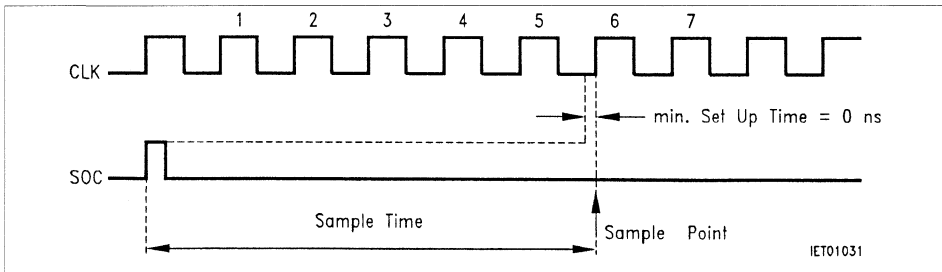 1 2 3 4 5 6 7
CLK
min. Set Up Time = 0 ns
SOC
Sample Time
Sample Point
IET01031